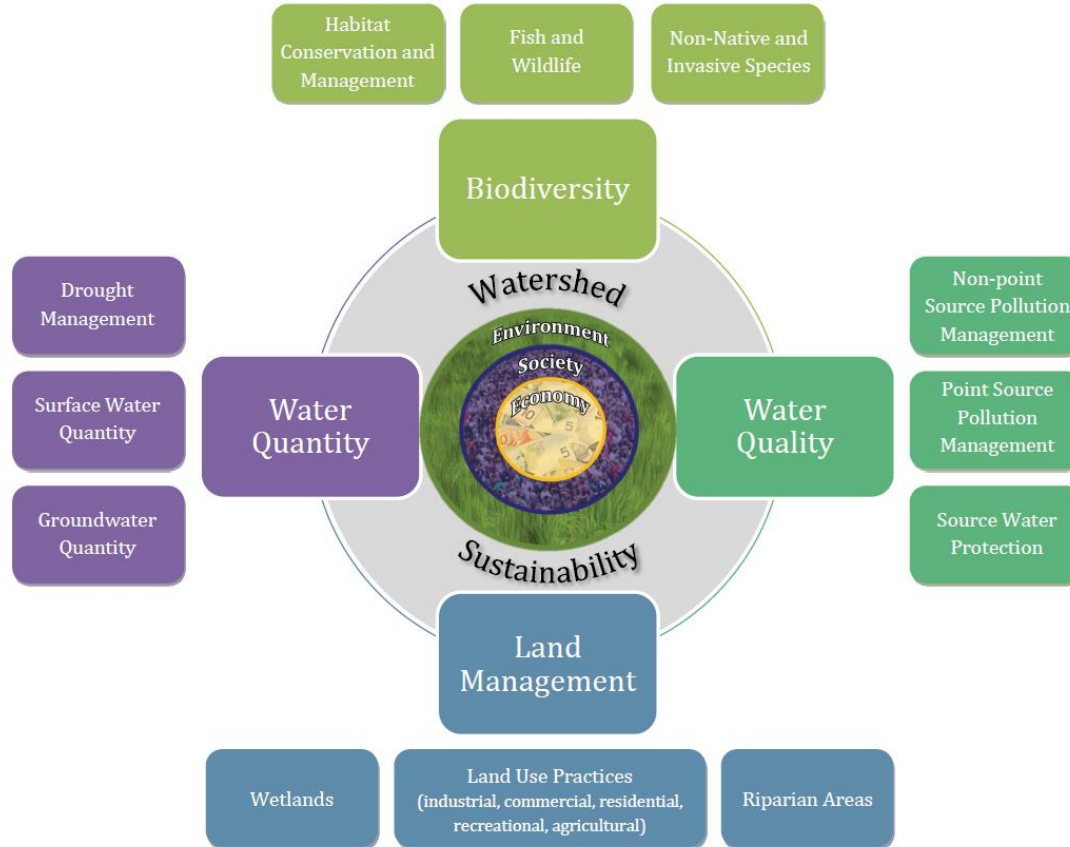 Habitat
Conservation and
Management
Fish and
Wildlife
Non-Native and
Invasive Species
Biodiversity
Drought
Management
Surface Water
Quantity
Groundwater
Quantity
Water
Quantity
Watershed
Environment
Society
Economy
Sustainability
Water
Quality
Non-point
Source Pollution
Management
Point Source
Pollution
Management
Source Water
Protection
Land
Management
Wetlands
Land Use Practices
(industrial, commercial, residential,
recreational, agricultural)
Riparian Areas